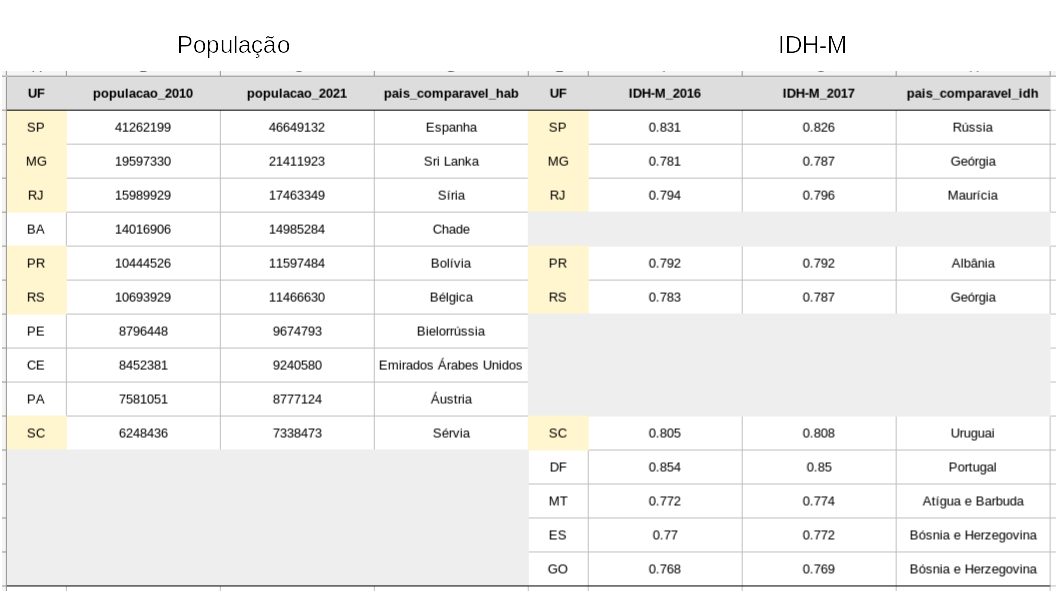 População IDH-M
UF populacao_2010 populacao_2021 pais_comparavel_hab UF IDH-M_2016 IDH-M_2017 pais_comparavel_idh
SP 41262199 46649132 Espanha SP 0.831 0.826 Rússia
MG 19597330 21411923 Sri Lanka MG 0.781 0.787 Geórgia
RJ 15989929 17463349 Síria RJ 0.794 0.796 Maurícia
BA 14016906 14985284 Chade
PR 10444526 11597484 Bolívia PR 0.792 0.792 Albânia
RS 10693929 11466630 Bélgica RS 0.783 0.787 Geórgia
PE 8796448 9674793 Bielorrússia
CE 8452381 9240580 Emirados Árabes Unidos
PA 7581051 8777124 Áustria
SC 6248436 7338473 Sérvia SC 0.805 0.808 Uruguai
DF 0.854 0.85 Portugal
MT 0.772 0.774 Atígua e Barbuda
ES 0.77 0.772 Bósnia e Herzegovina
GO 0.768 0.769 Bósnia e Herzegovina